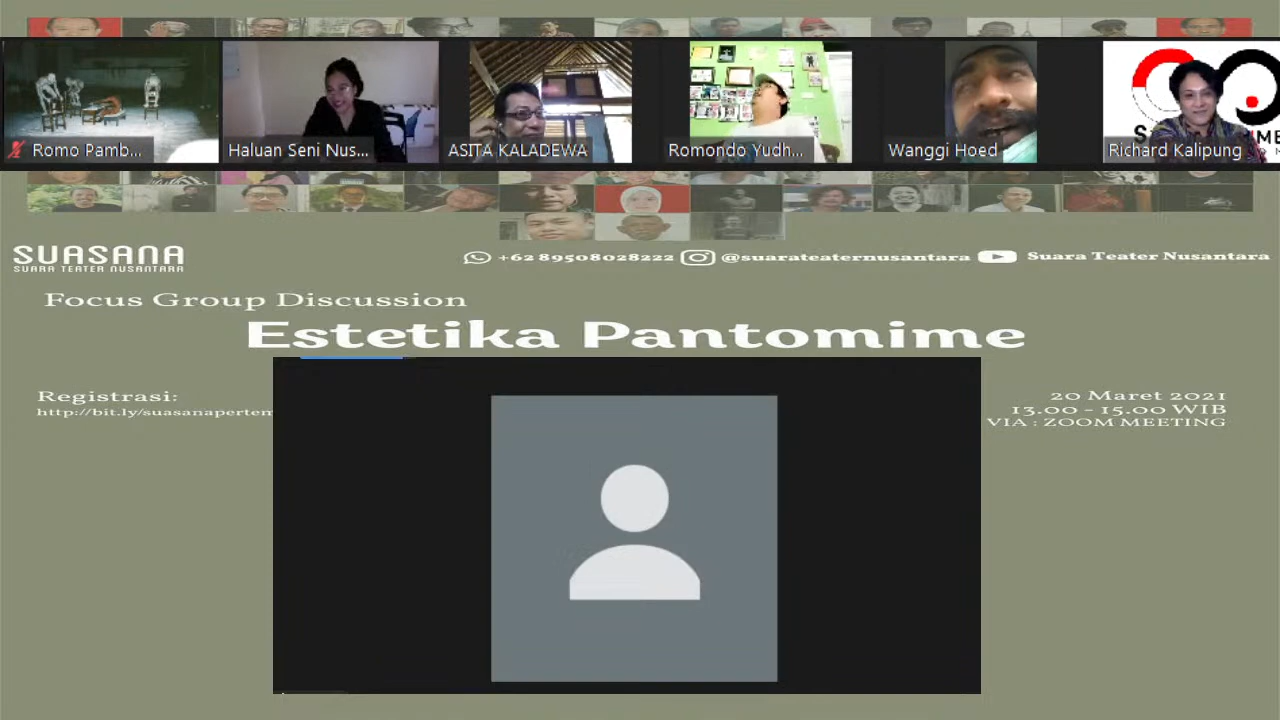 Romo Pamb...
Haluan Seni Nus...
ASITA KALADEWA
Romondo Yudh...
Wanggi Hoed
Richard Kalipung
SUASANA
SUARA TEATER NUSANTARA
+62 89508028222
@suarateaternusantara
Suara Teater Nusantara
Focus Group Discussion
Estetika Pantomime
Registrasi:
http://bit.ly/suasanapertem
20 Maret 2021
13.00 - 15.00 WIB
VIA : ZOOM MEETING